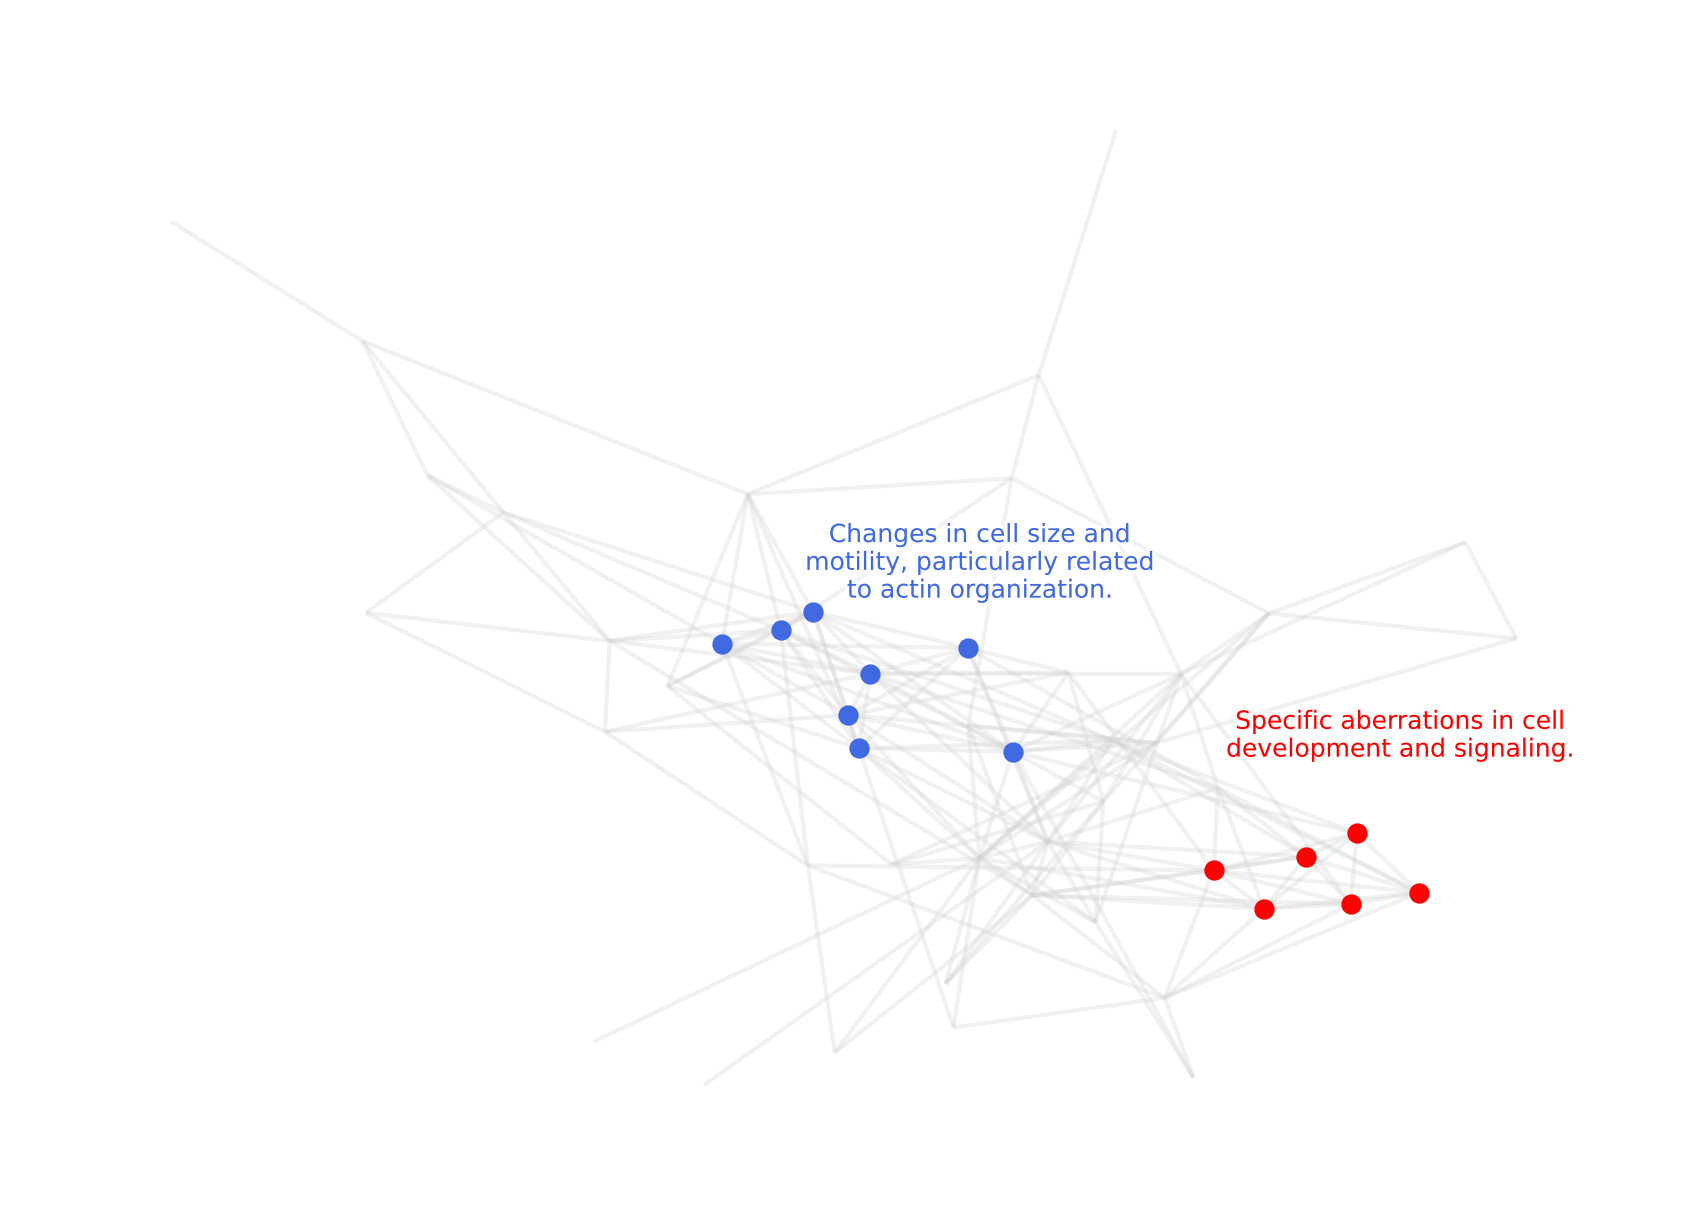 Changes in cell size and
motility, particularly related
to actin organization.
Specific aberrations in cell
development and signaling.